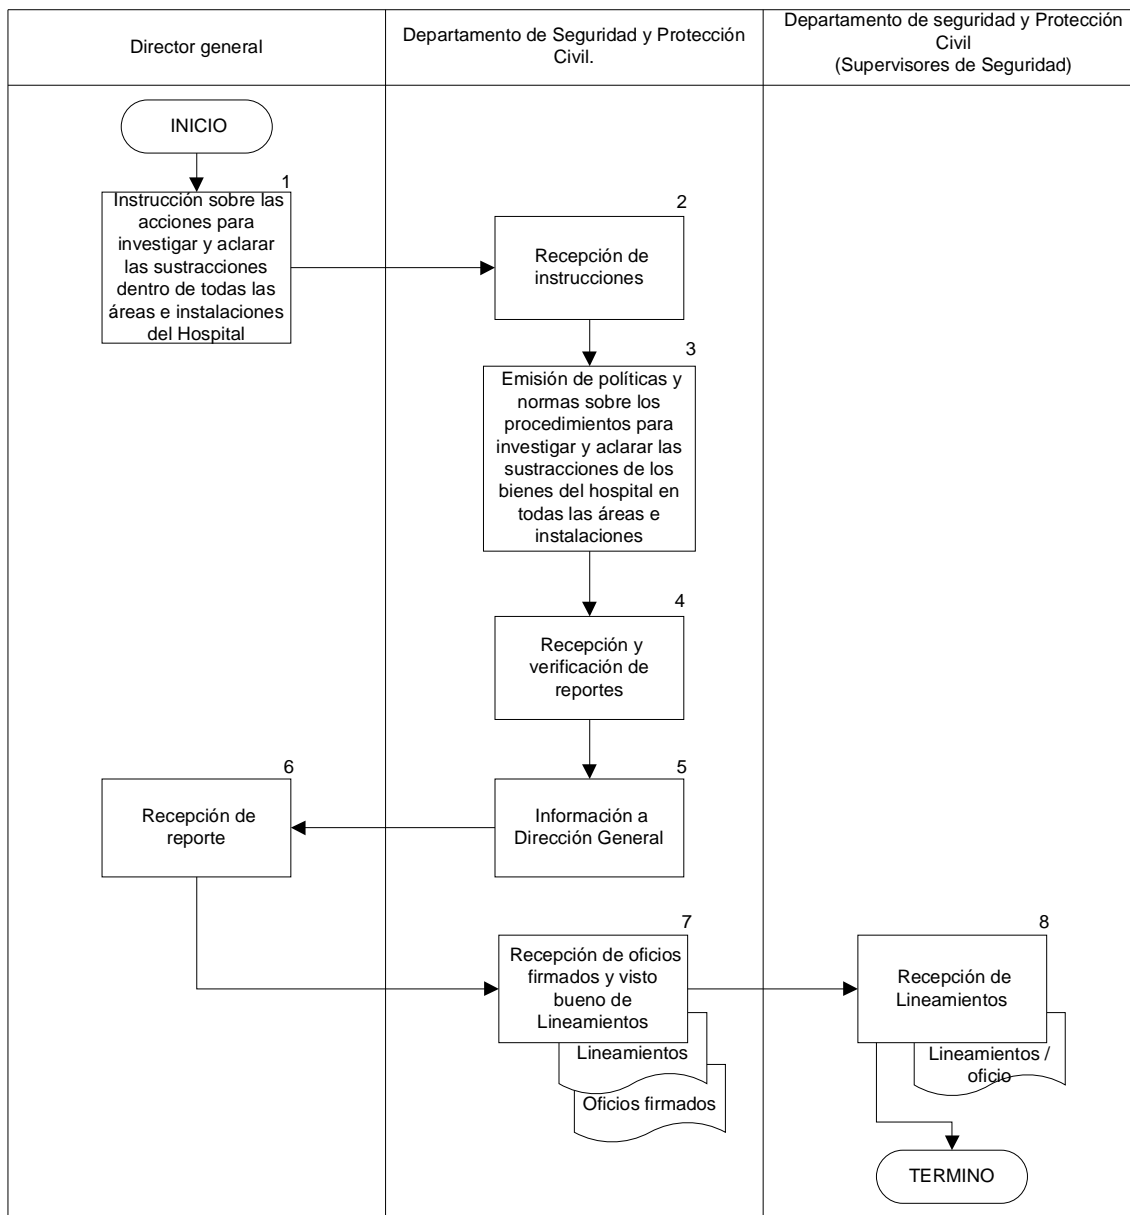 Director general
Departamento de Seguridad y Protección
Civil.
Departamento de seguridad y Protección
Civil
(Supervisores de Seguridad)
INICIO
1
Instrucción sobre las
acciones para
investigar y aclarar
las sustracciones
dentro de todas las
áreas e instalaciones
del Hospital
2
Recepción de
instrucciones
3
Emisión de políticas y
normas sobre los
procedimientos para
investigar y aclarar las
sustracciones de los
bienes del hospital en
todas las áreas e
instalaciones
4
Recepción y
verificación de
reportes
5
Información a
Dirección General
6
Recepción de
reporte
7
Recepción de oficios
firmados y visto
bueno de
Lineamientos
Lineamientos
Oficios firmados
8
Recepción de
Lineamientos
Lineamientos /
oficio
TERMINO